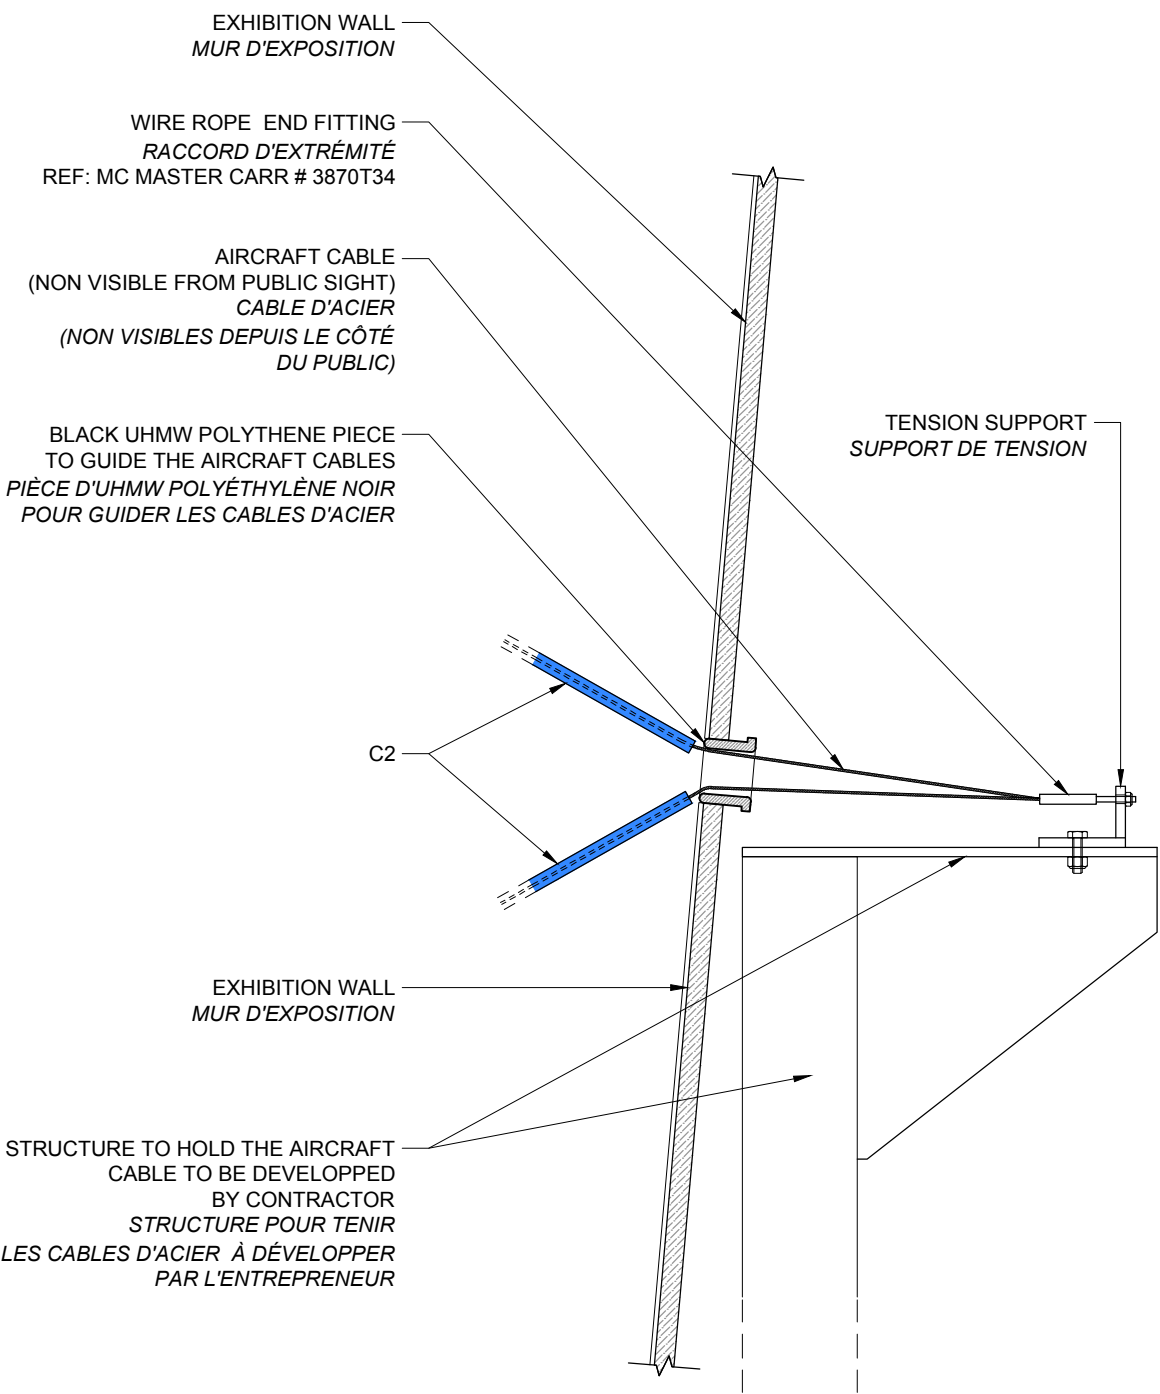 EXHIBITION WALL
MUR D'EXPOSITION
WIRE ROPE  END FITTING
RACCORD D'EXTRÉMITÉ
REF: MC MASTER CARR # 3870T34
AIRCRAFT CABLE
(NON VISIBLE FROM PUBLIC SIGHT)
CABLE D'ACIER
(NON VISIBLES DEPUIS LE CÔTÉ
DU PUBLIC)
BLACK UHMW POLYTHENE PIECE
TO GUIDE THE AIRCRAFT CABLES
PIÈCE D'UHMW POLYÉTHYLÈNE NOIR
POUR GUIDER LES CABLES D'ACIER
TENSION SUPPORT
SUPPORT DE TENSION
C2
EXHIBITION WALL
MUR D'EXPOSITION
STRUCTURE TO HOLD THE AIRCRAFT
CABLE TO BE DEVELOPPED
BY CONTRACTOR
STRUCTURE POUR TENIR
LES CABLES D'ACIER  À DÉVELOPPER
PAR L'ENTREPRENEUR